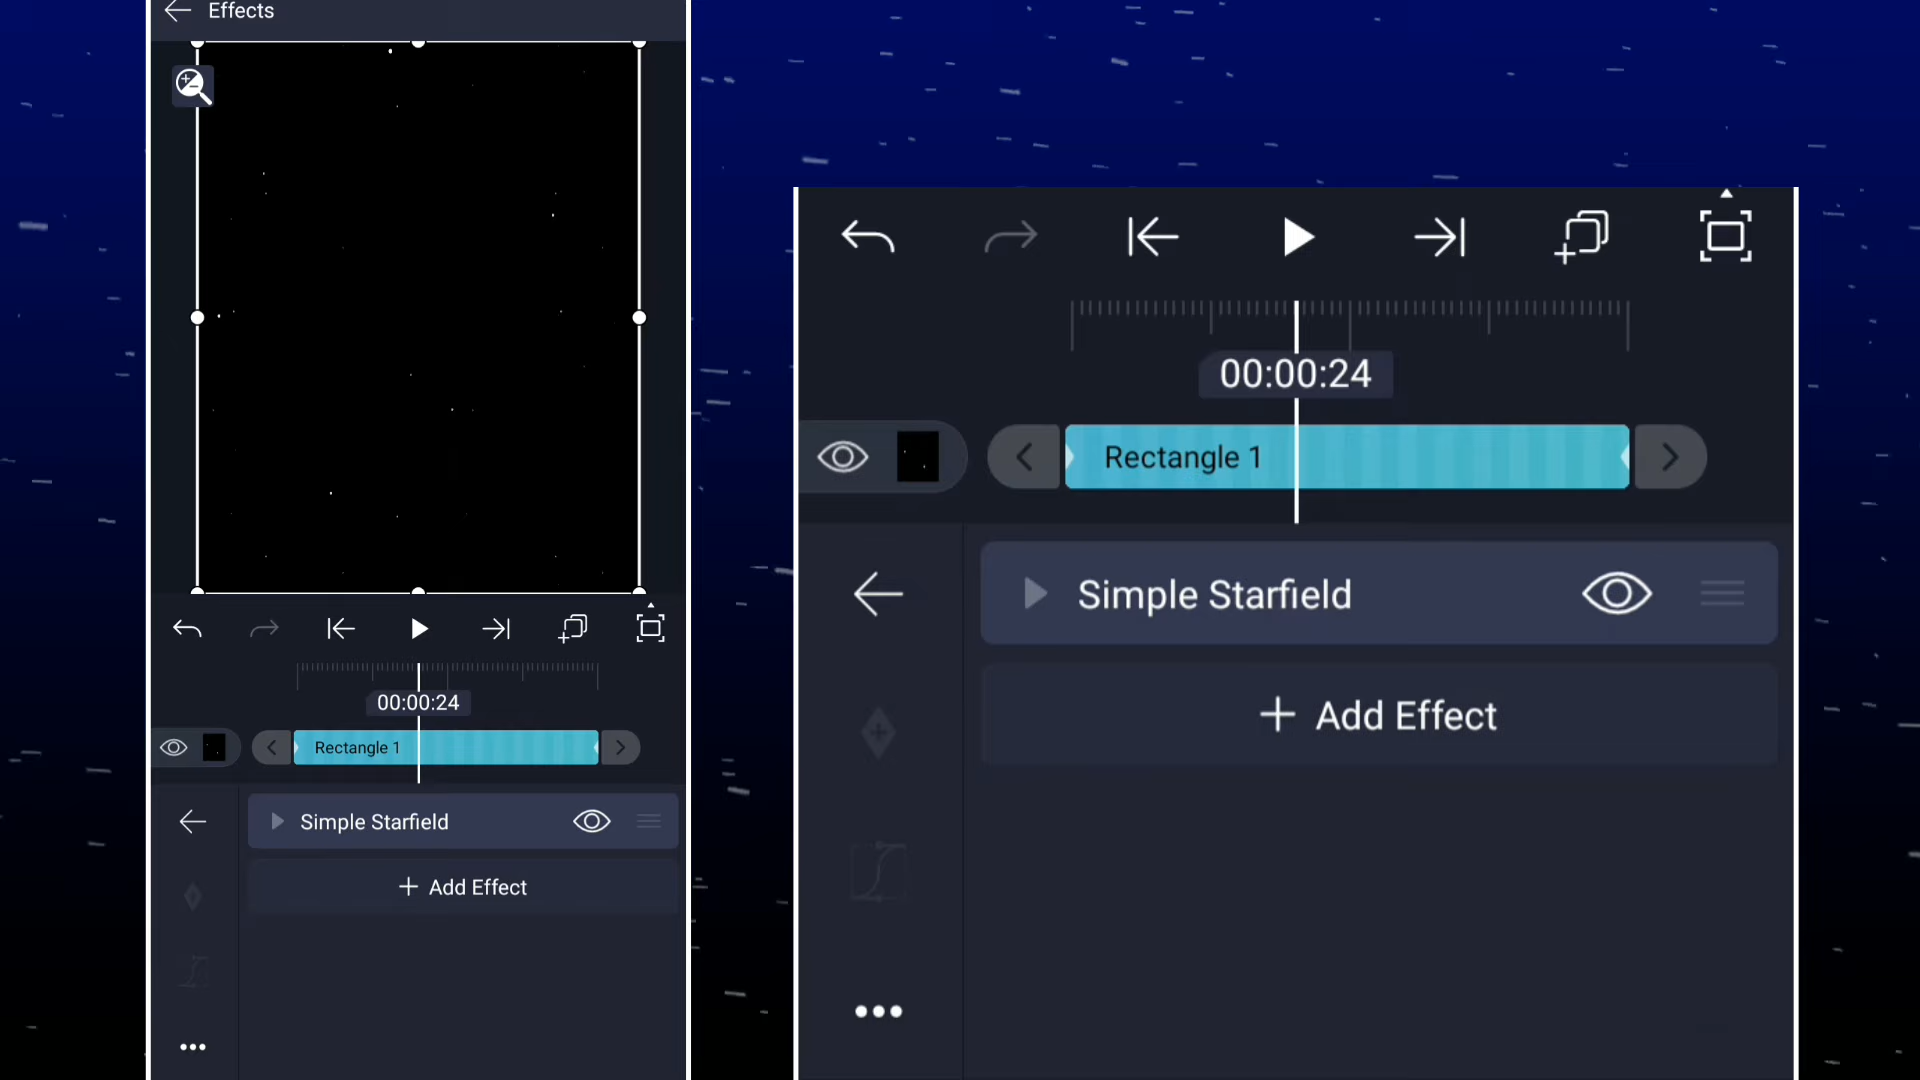 Effects
00:00:24
Rectangle 1
Simple Starfield
+ Add Effect
00:00:24
Rectangle 1
Simple Starfield
+ Add Effect